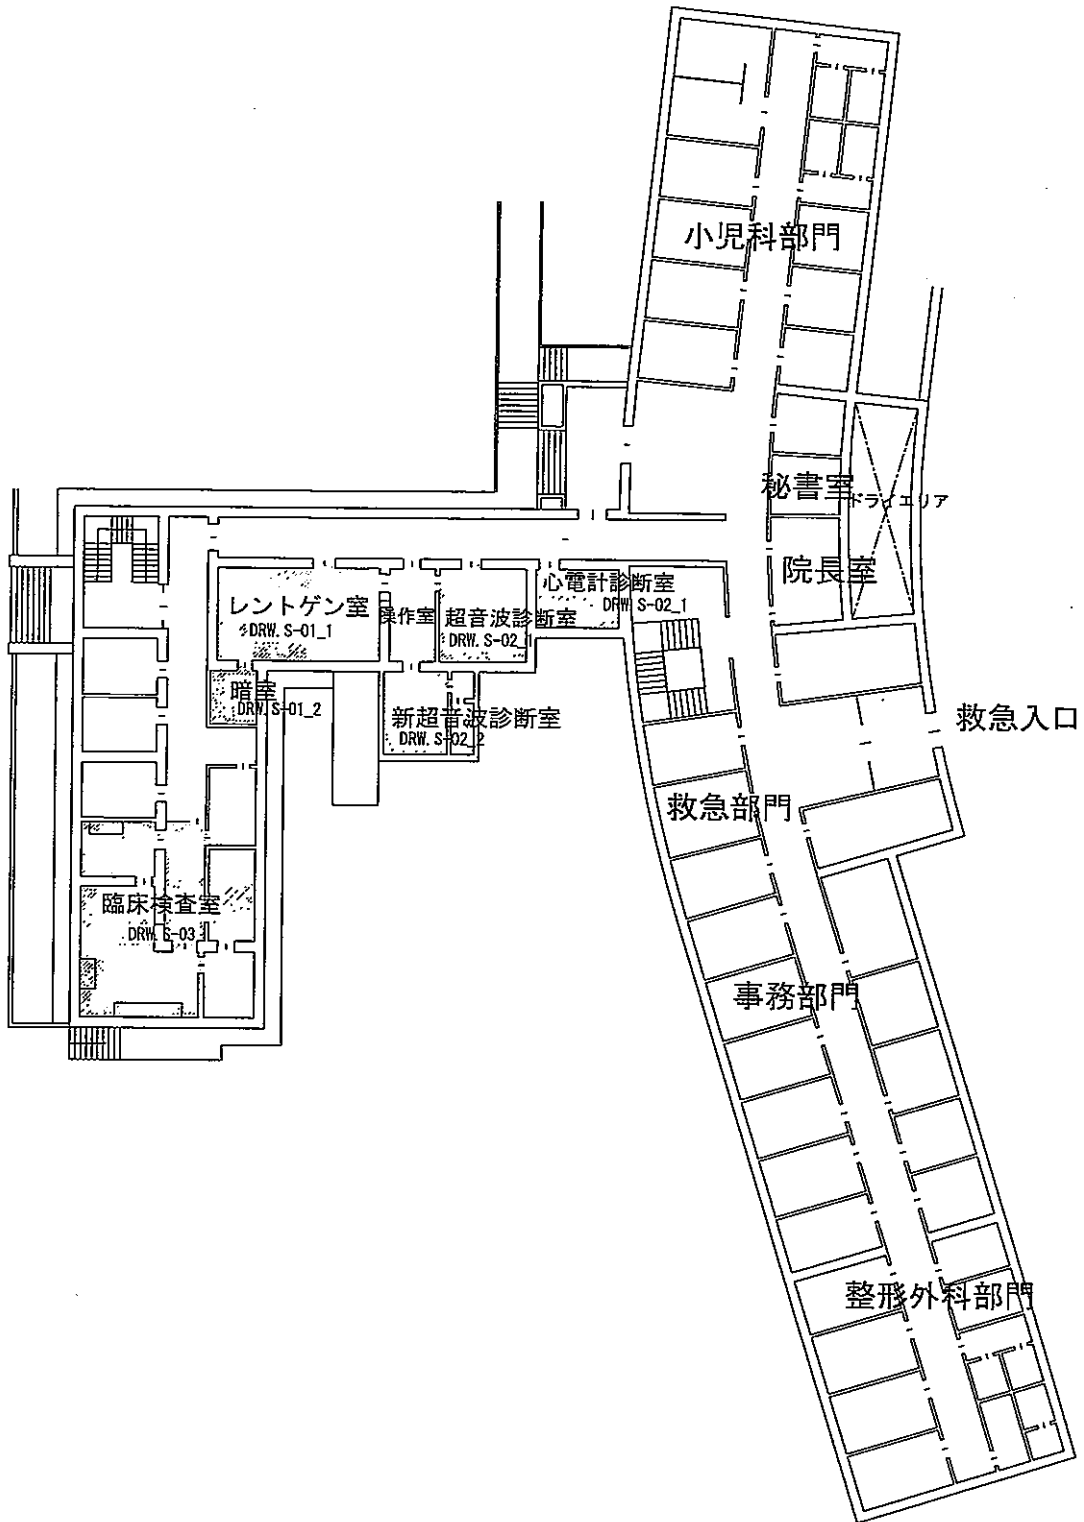 小児科部門
秘書室
ドライエリア
院長室
心電計診断室
DRW. S-02_1
レントゲン室
DRW. S-01_1
操作室
超音波診断室
DRW. S-02_1
暗室
DRW. S-01_2
新超音波診断室
DRW. S-02_2
救急入口
救急部門
臨床検査室
DRW. S-03
事務部門
整形外科部門